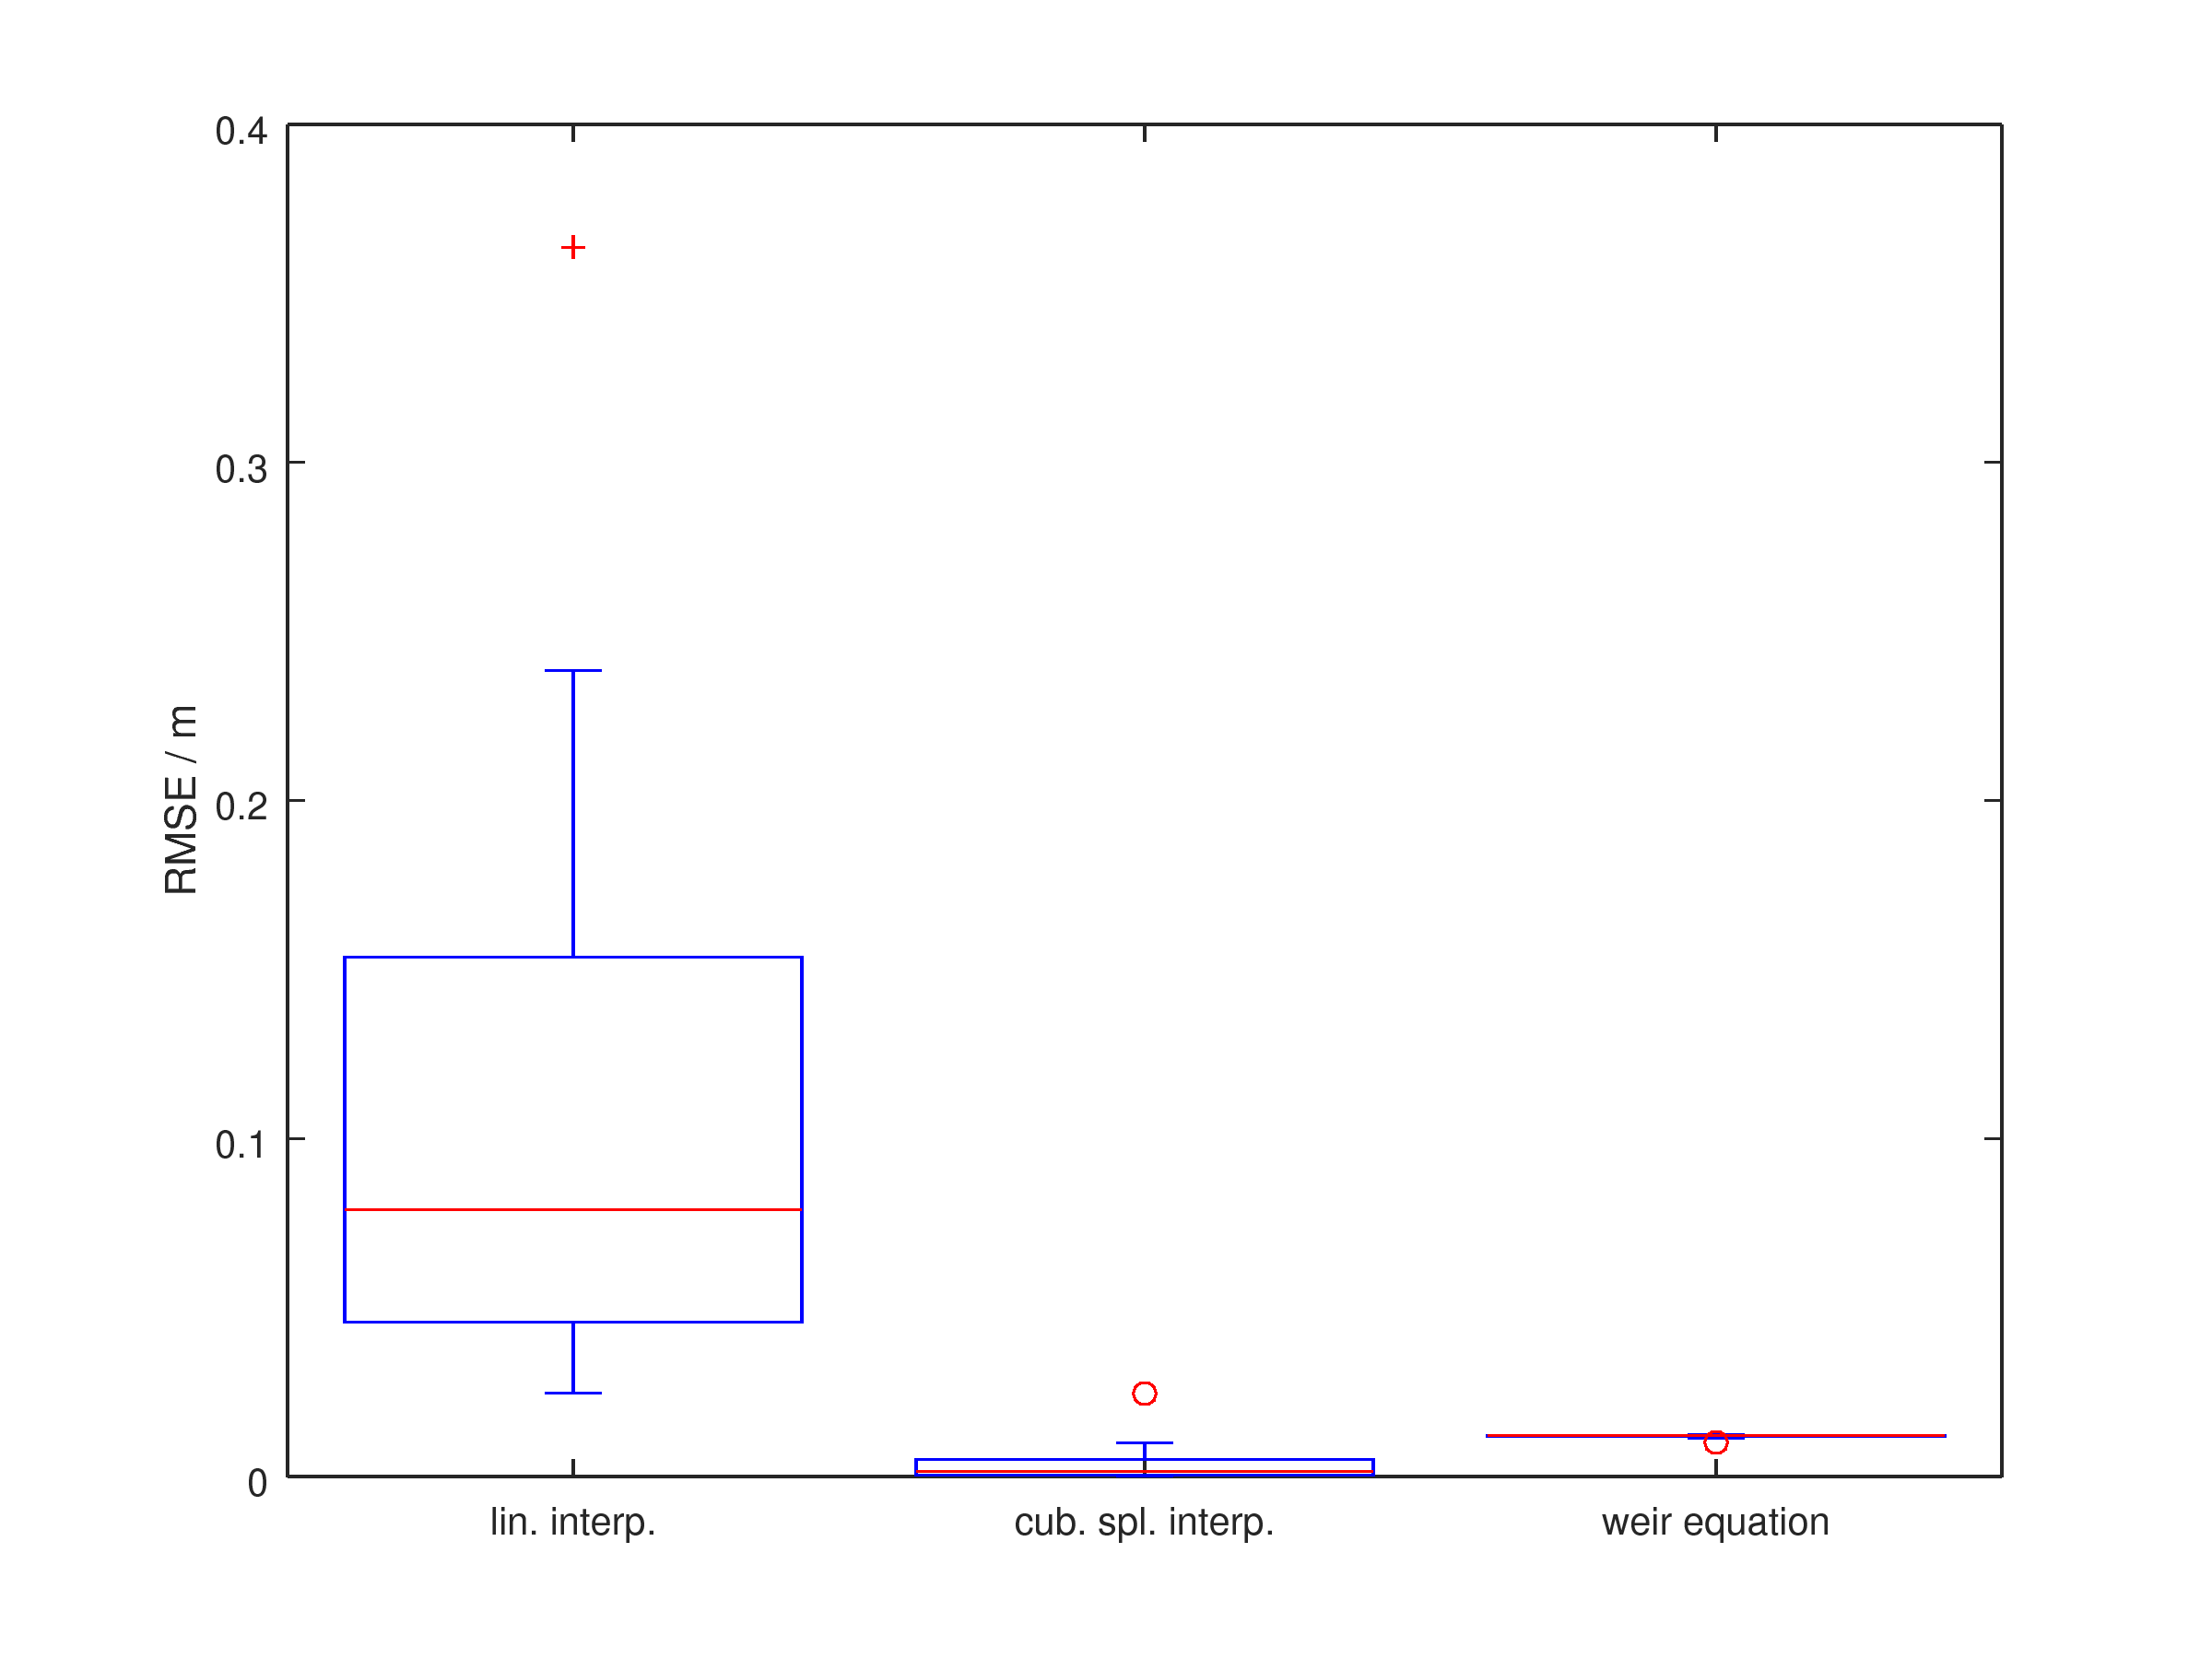 0.4
0.3
0.2
0.1
0
RMSE / m
lin. interp.
cub. spl. interp.
weir equation